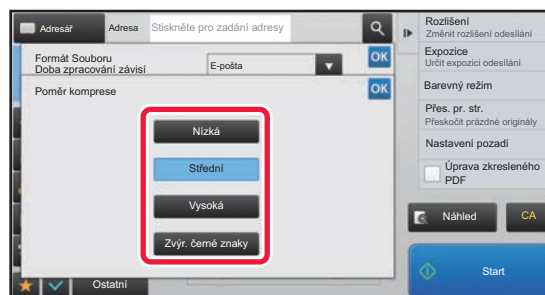 Adresář
Adresa
Stiskněte pro zadání adresy
Formát Souboru
Doba zpracování závisí
E-pošta
OK
Poměr komprese
OK
Nízká
Střední
Vysoká
Zvýr. černé znaky
Ostatní
Rozlišení
Změnit rozlišení odesílání
Expozice
Určit expozici odesílání
Barevný režim
Přes. pr. str.
Přeskočit prázdné originály
Nastavení pozadí
Úprava zkresleného
PDF
Náhled
CA
Start